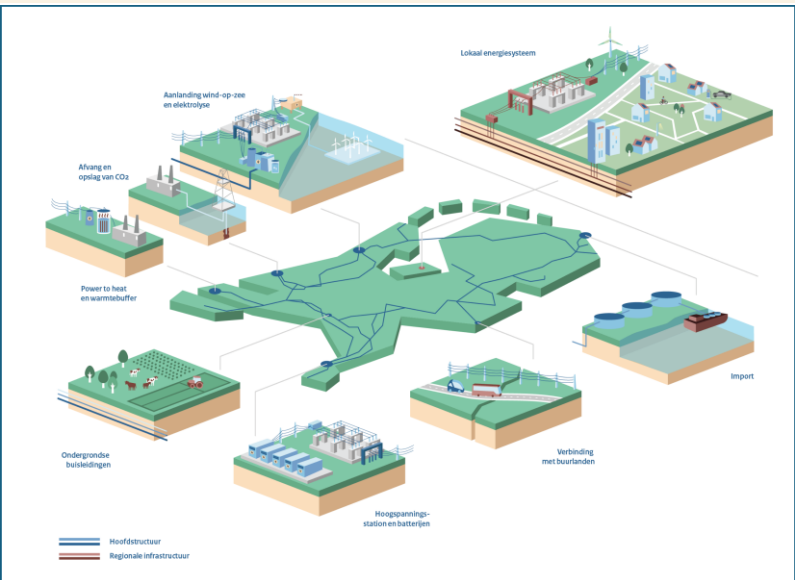 Lokaal energiesysteem
Aanlanding wind-op-zee
en elektrolyse
Afvang en
opslag van CO2
Power to heat
en warmtebuffer
Import
Ondergrondse
buisleidingen
Verbinding
met buurlanden
Hoogspannings-
station en batterijen
Hoofdstructuur
Regionale infrastructuur